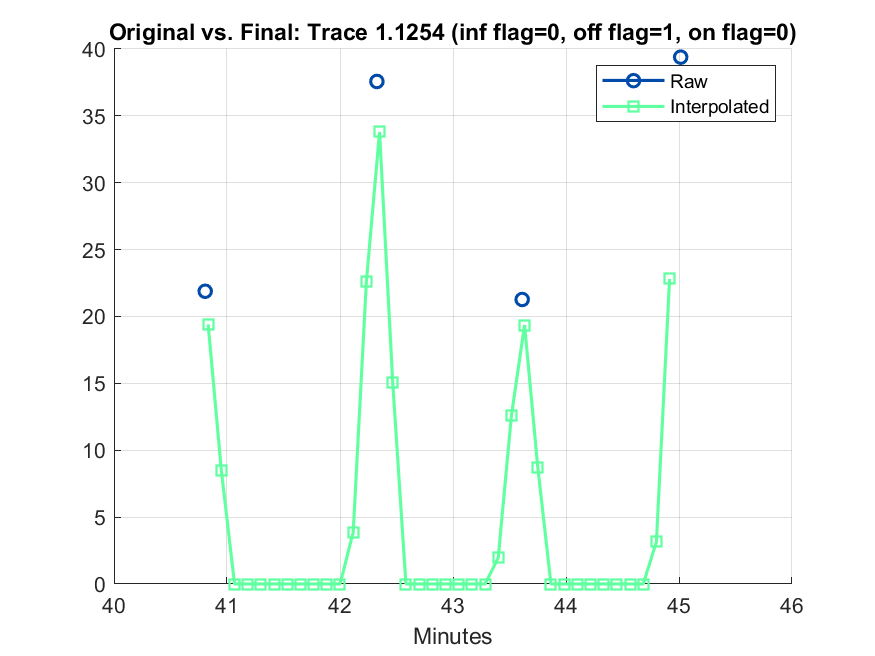 Original vs. Final: Trace 1.1254 (inf flag=0, off flag=1, on flag=0)
40
35
30
25
20
15
10
5
0
Raw
Interpolated
40 41 42 43 44 45 46
Minutes